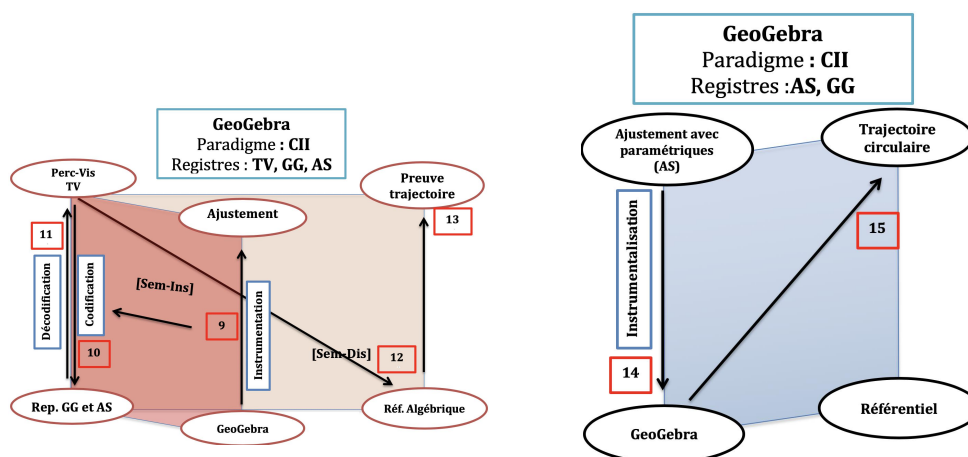 GeoGebra
Paradigme : CII
Registres : TV, GG, AS
Perc-Vis
TV
Ajustement
Preuve
trajectoire
11
13
Décodification
Codification
[Sem-Ins]
9
Instrumentation
10
[Sem-Dis]
12
Rep. GG et AS
GeoGebra
Réf. Algébrique
GeoGebra
Paradigme : CII
Registres :AS, GG
Ajustement avec
paramétriques
(AS)
Trajectoire
circulaire
Instrumentalisation
15
14
GeoGebra
Référentiel